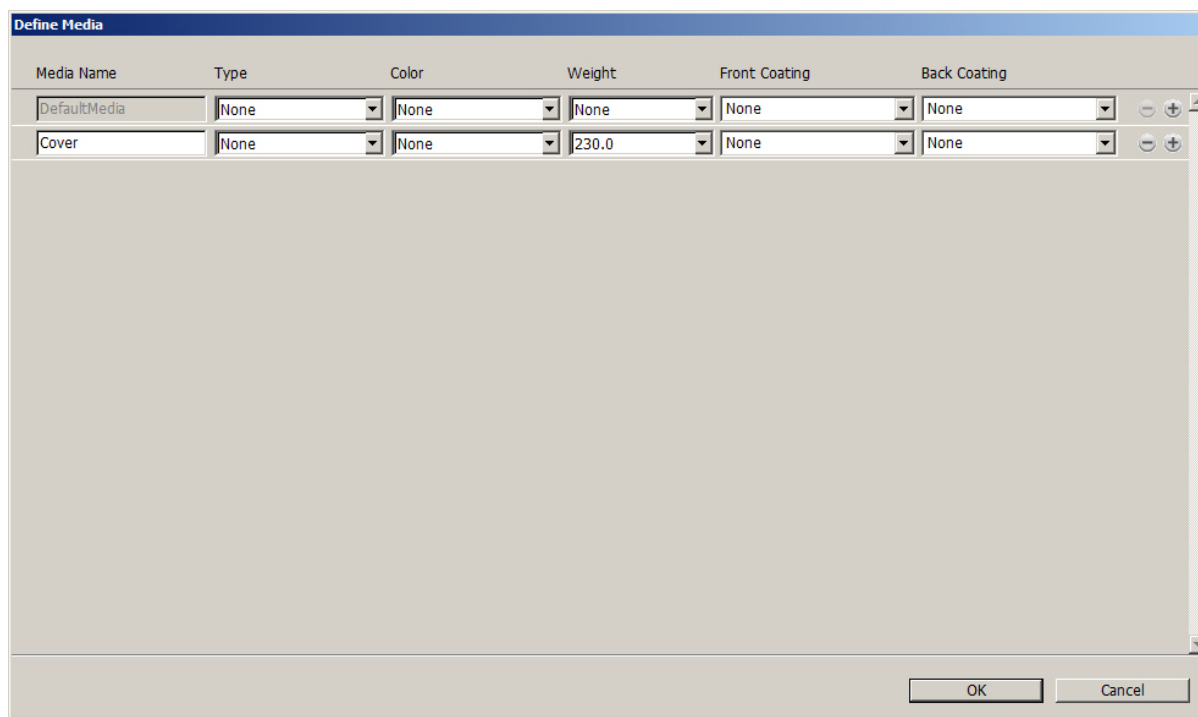 Define Media
Media Name Type Color Weight Front Coating Back Coating
DefaultMedia None None None None None
Cover None None 230.0 None None
OK Cancel